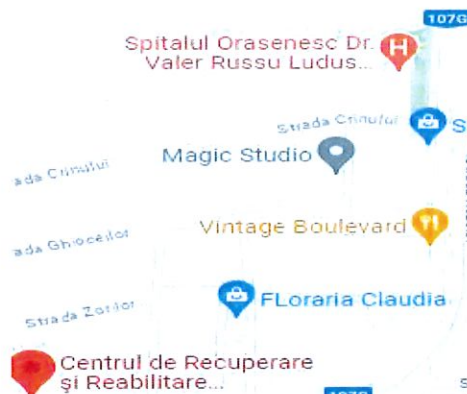 107G
Spitalul Orasenesc Dr.
Valer Russu Ludus...
H
Strada Crinului
S
Magic Studio
ada Crinului
Vintage Boulevard
ada Ghioceilor
FLoraria Claudia
Strada Zorilor
Centrul de Recuperare
și Reabilitare...
S